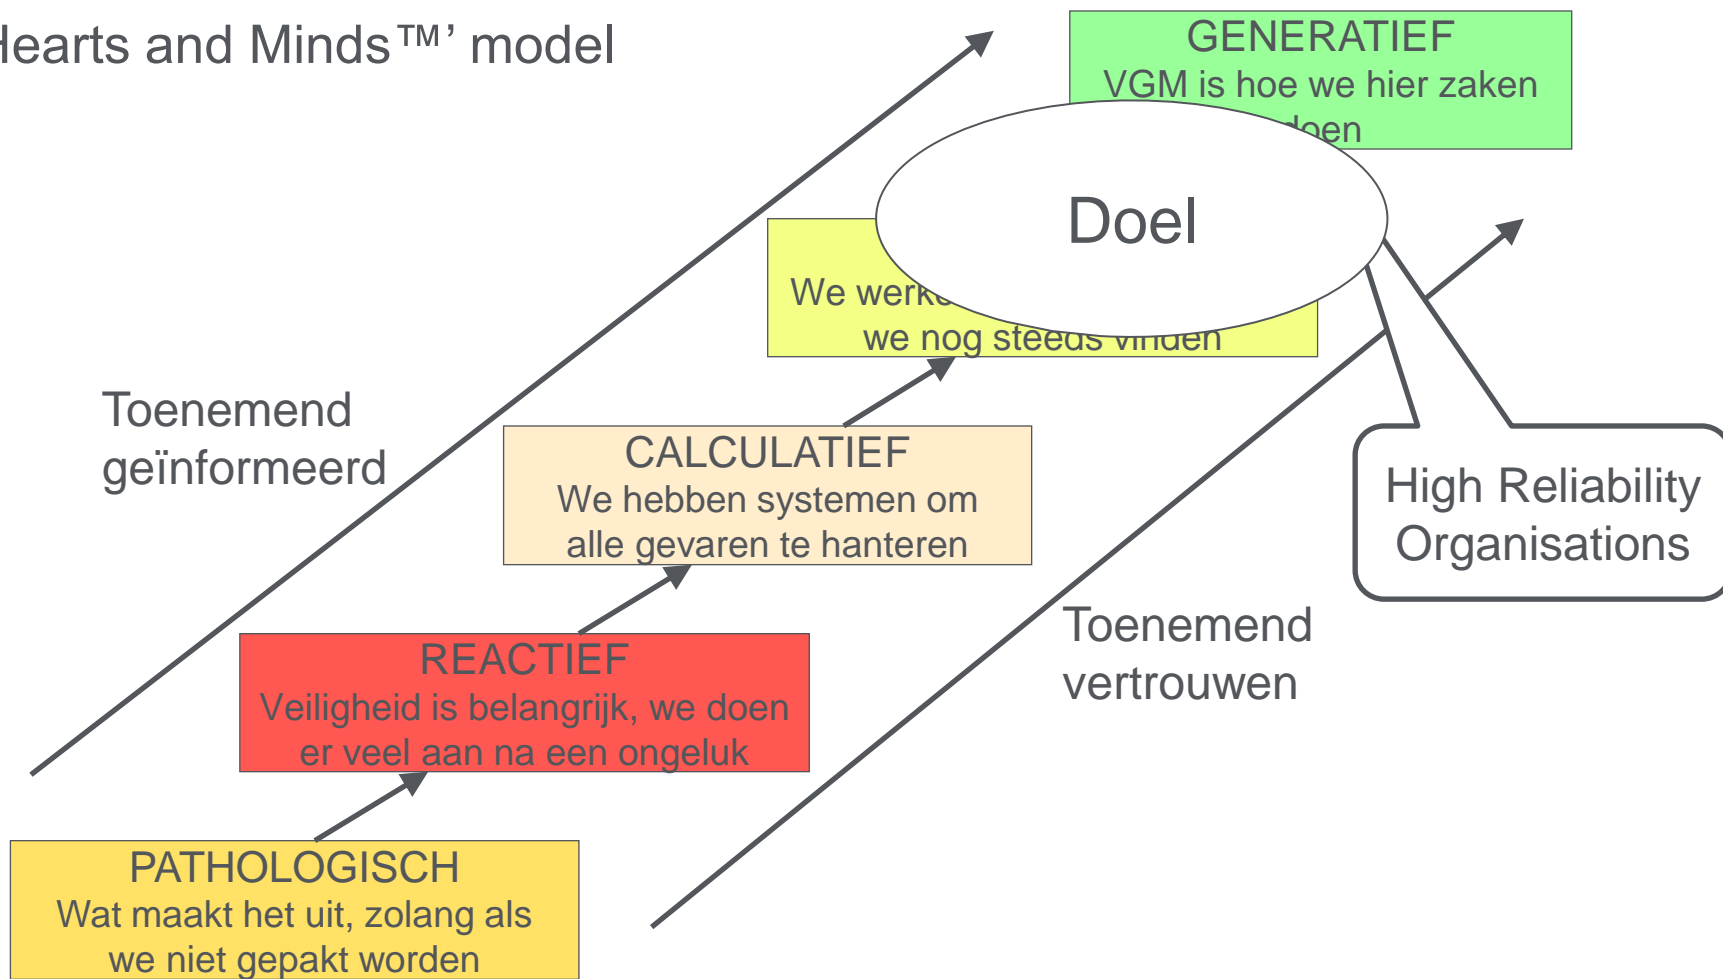 Hearts and Minds™’ model
GENERATIEF
VGM is hoe we hier zaken
doen
Doel
We
we nog steeds vinden
Toenemend
geïnformeerd
CALCULATIEF
We hebben systemen om
alle gevaren te hanteren
High Reliability
Organisations
Toenemend
vertrouwen
REACTIEF
Veiligheid is belangrijk, we doen
er veel aan na een ongeluk
PATHOLOGISCH
Wat maakt het uit, zolang als
we niet gepakt worden